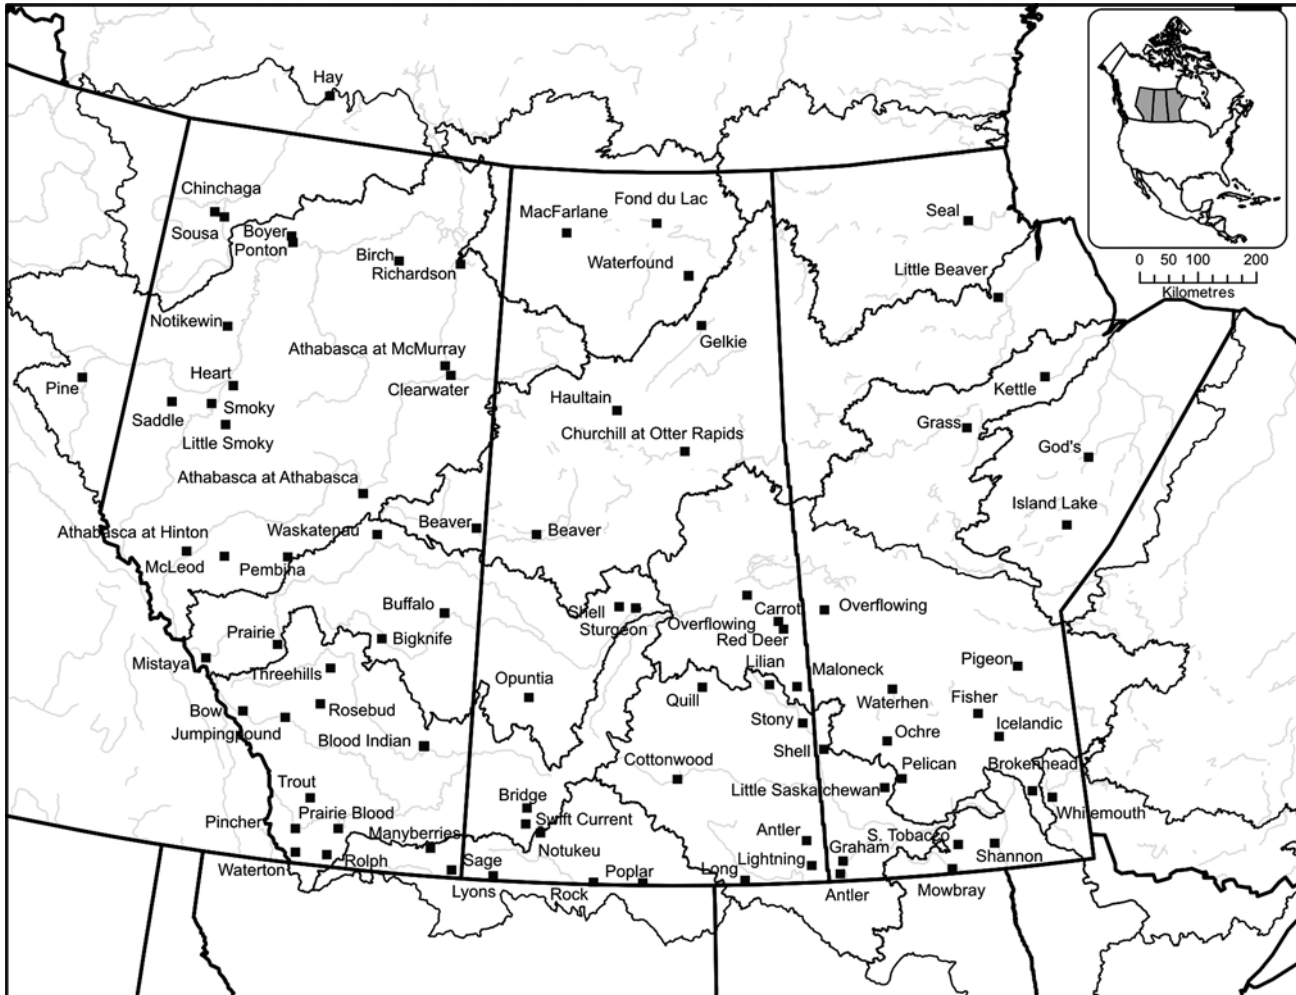 Hay
Chinchaga
Sousa
Boyer
Ponton
Birch
Richardson
MacFarlane
Fond du Lac
Waterfound
Seal
Little Beaver
0 50 100 200
Kilometres
Notikewin
Gelkie
Athabasca at McMurray
Clearwater
Pine
Heart
Saddle
Smoky
Little Smoky
Haultain
Churchill at Otter Rapids
Kettle
Grass
God's
Island Lake
Athabasca at Athabasca
Athabasca at Hinton
McLeod
Pembina
Waskatenau
Beaver
Beaver
Buffalo
Bigknife
Shell
Sturgeon
Carrot
Overflowing
Red Deer
Overflowing
Prairie
Mistaya
Threehills
Opuntia
Lilian
Quill
Maloneck
Pigeon
Waterhen
Fisher
Bow
Jumpingpound
Rosebud
Blood Indian
Stony
Shell
Ochre
Icelandic
Cottonwood
Pelican
Brokenhead
Little Saskatchewan
Whitemouth
Trout
Prairie Blood
Pincher
Manyberries
Bridge
Swift Current
Notukeu
Antler
S. Tobacco
Graham
Shannon
Waterton
Rolph
Sage
Lyons
Rock
Poplar
Long
Lightning
Antler
Mowbray